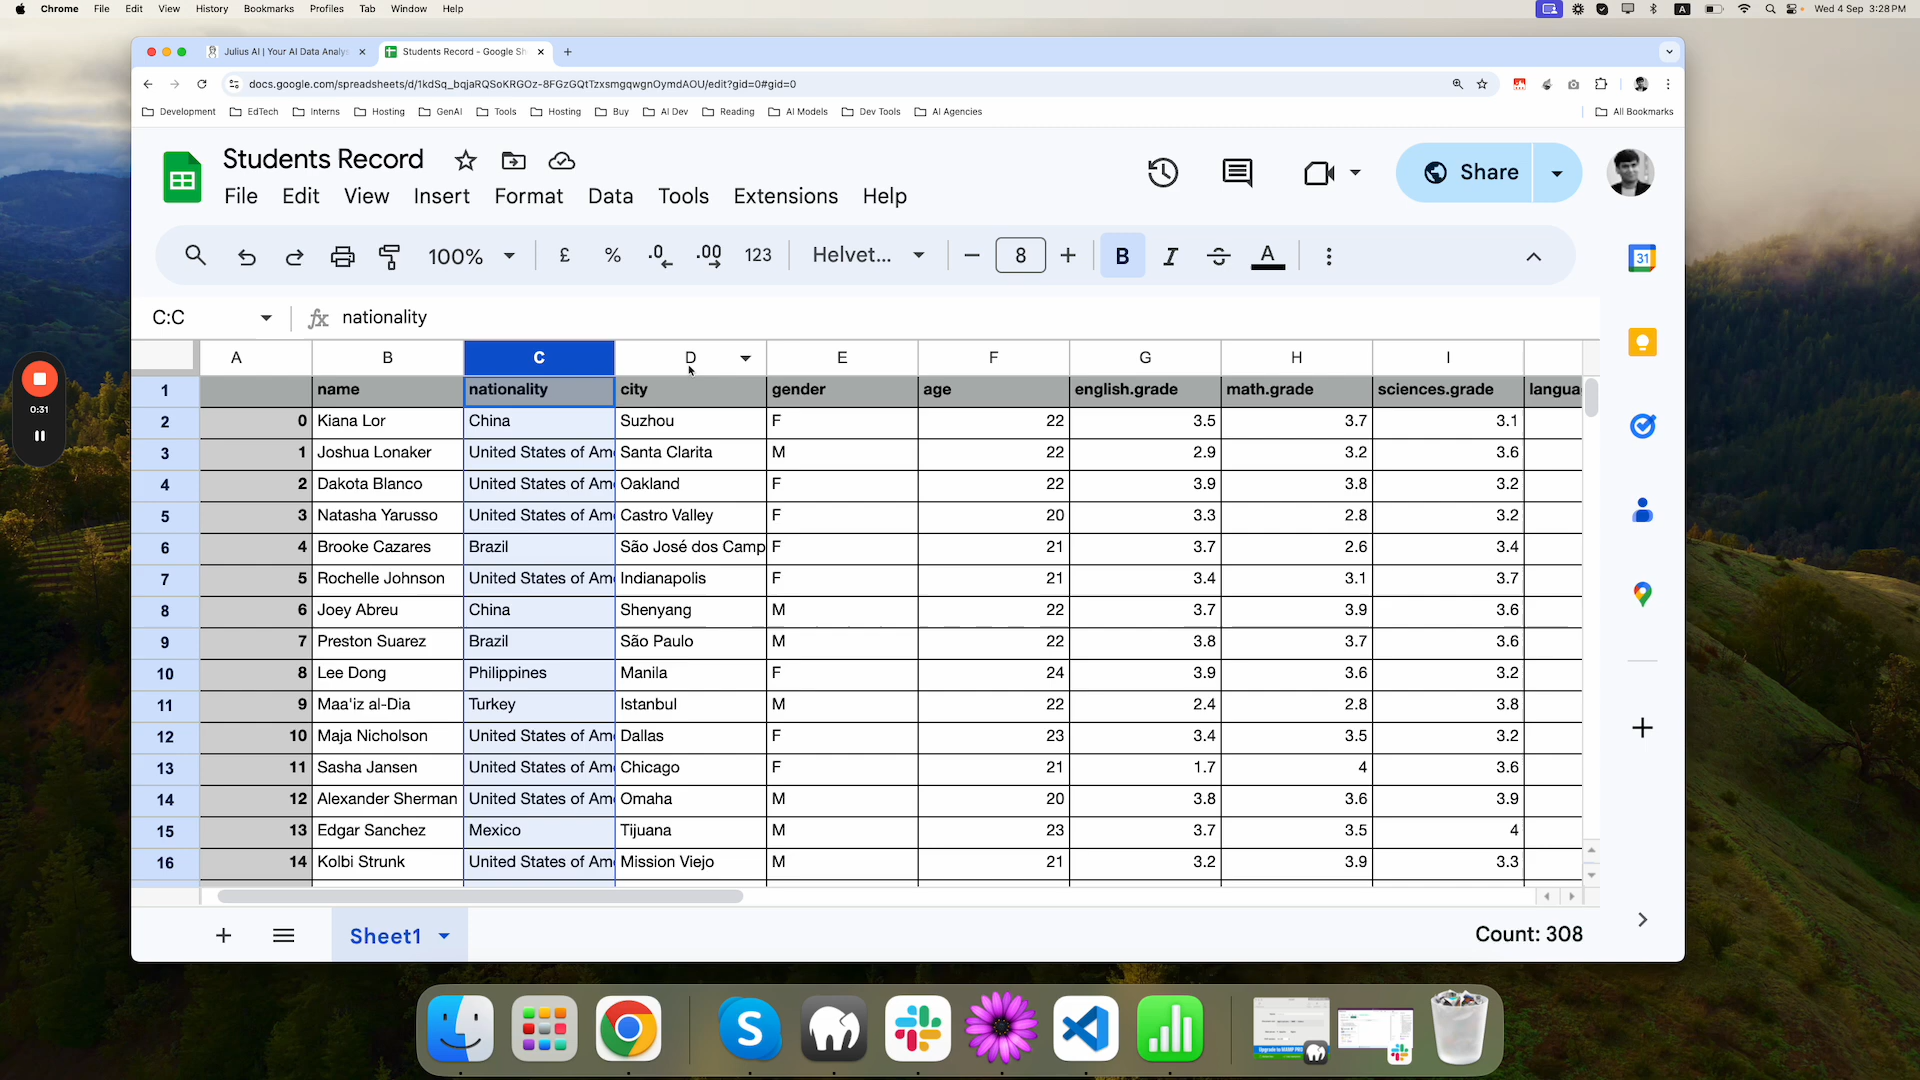 Chrome File Edit View History Bookmarks Profiles Tab Window Help A Wed 4 Sep 3:28 PM
Julius AI | Your AI Data Analys Students Record - Google Sh
docs.google.com/spreadsheets/d/1kdSq_bqjaRQSoKRGOz-8FGzGQtTzxsmgqwgnOymdAOU/edit?gid=0#gid=0
Development EdTech Interns Hosting GenAI Tools Hosting Buy AI Dev Reading AI Models Dev Tools AI Agencies All Bookmarks
Students Record
Share
File Edit View Insert Format Data Tools Extensions Help
100% £ % .0 .00 123 Helvet... 8 B I S A
31
C:C fx nationality
A B C D E F G H I
1 name nationality city gender age english.grade math.grade sciences.grade langua
2 0 Kiana Lor China Suzhou F 22 3.5 3.7 3.1
3 1 Joshua Lonaker United States of Am Santa Clarita M 22 2.9 3.2 3.6
4 2 Dakota Blanco United States of Am Oakland F 22 3.9 3.8 3.2
5 3 Natasha Yarusso United States of Am Castro Valley F 20 3.3 2.8 3.2
6 4 Brooke Cazares Brazil São José dos Camp F 21 3.7 2.6 3.4
7 5 Rochelle Johnson United States of Am Indianapolis F 21 3.4 3.1 3.7
8 6 Joey Abreu China Shenyang M 22 3.7 3.9 3.6
9 7 Preston Suarez Brazil São Paulo M 22 3.8 3.7 3.6
10 8 Lee Dong Philippines Manila F 24 3.9 3.6 3.2
11 9 Maa'iz al-Dia Turkey Istanbul M 22 2.4 2.8 3.8
12 10 Maja Nicholson United States of Am Dallas F 23 3.4 3.5 3.2
13 11 Sasha Jansen United States of Am Chicago F 21 1.7 4 3.6
14 12 Alexander Sherman United States of Am Omaha M 20 3.8 3.6 3.9
15 13 Edgar Sanchez Mexico Tijuana M 23 3.7 3.5 4
16 14 Kolbi Strunk United States of Am Mission Viejo M 21 3.2 3.9 3.3
0:31
Sheet1 Count: 308
S